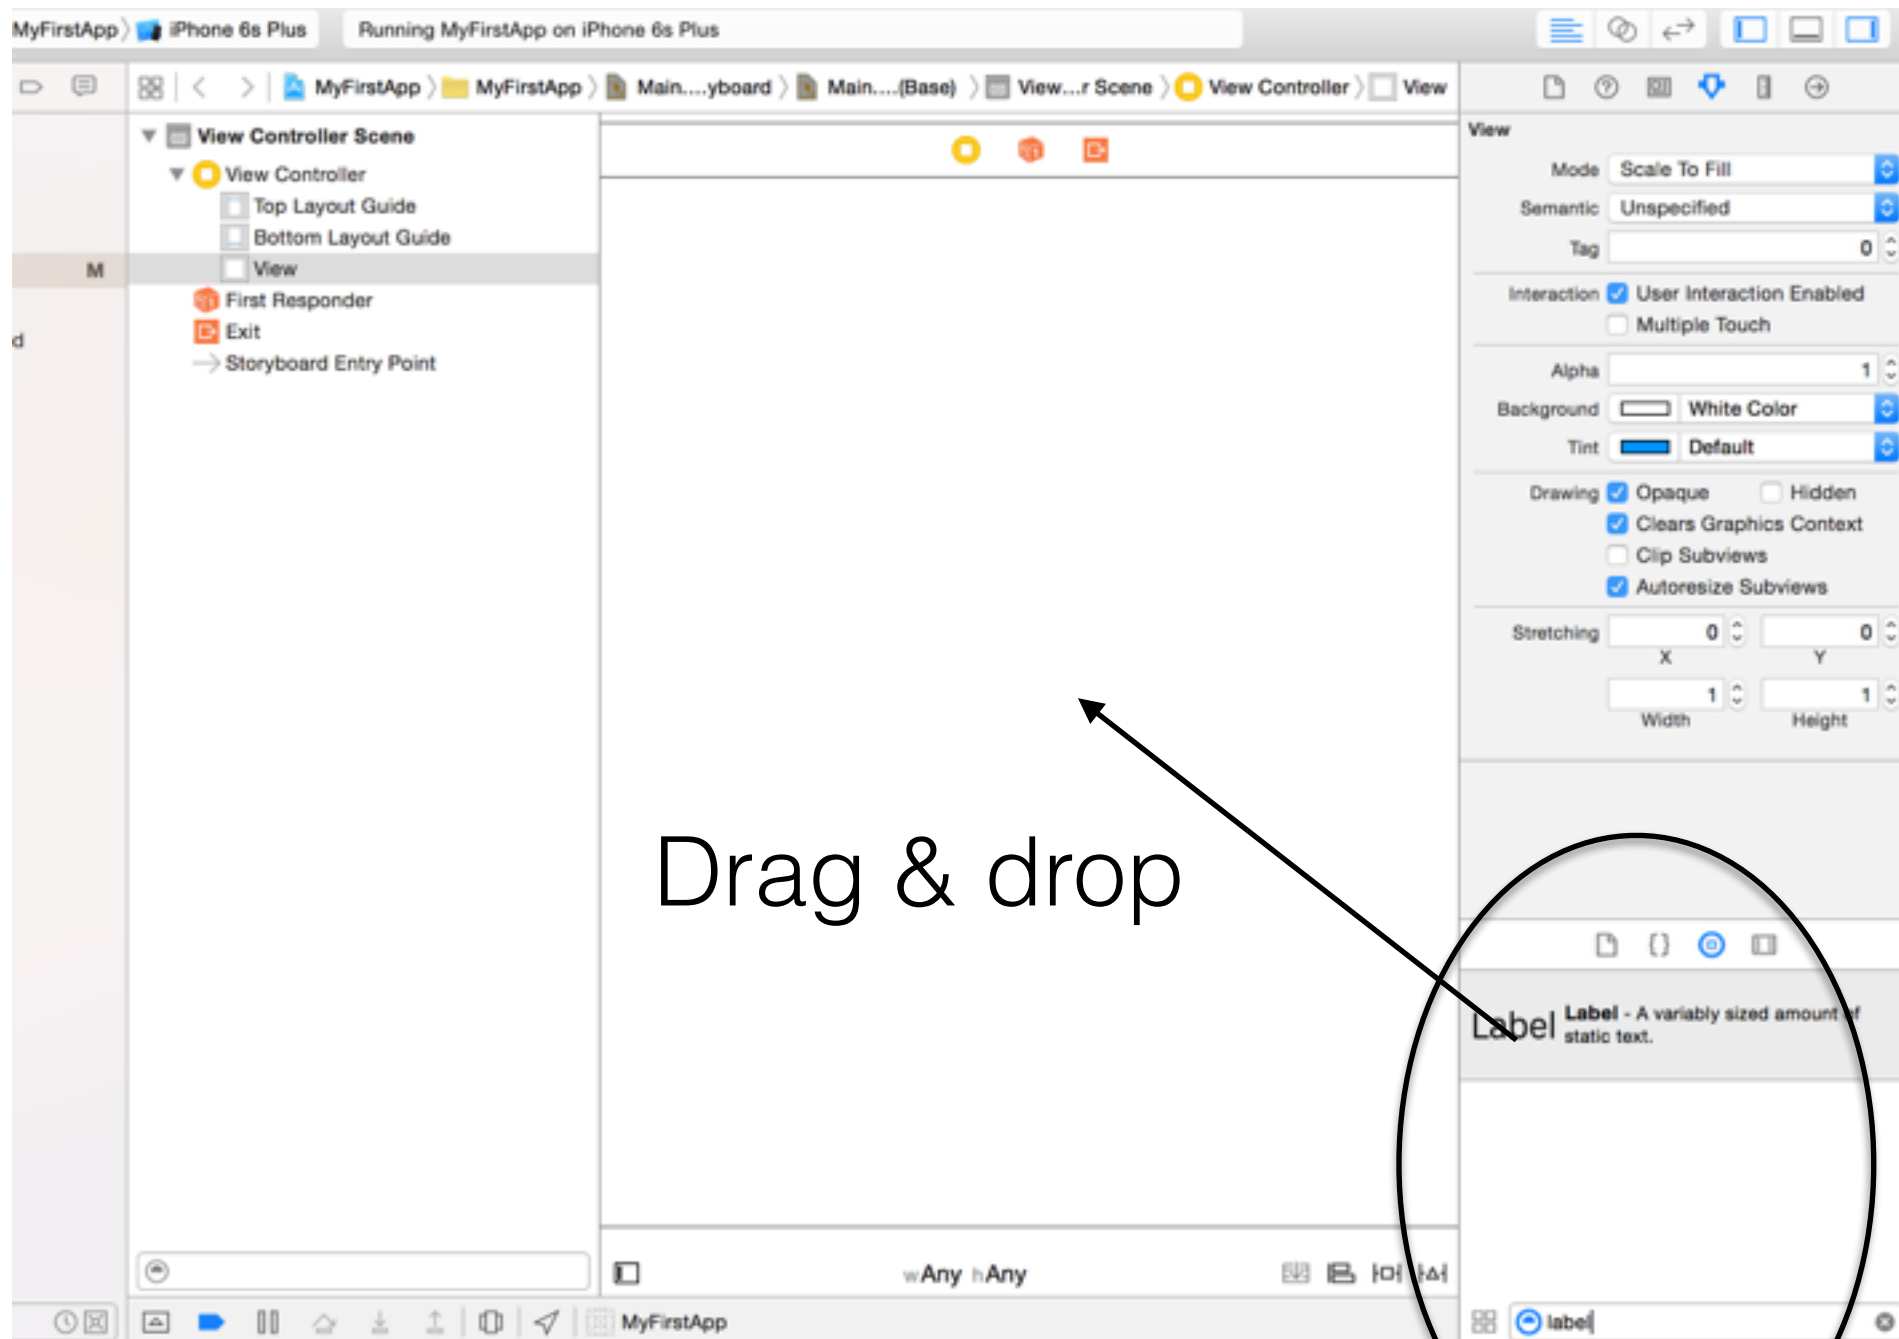 MyFirstApp iPhone 6s Plus Running MyFirstApp on iPhone 6s Plus
MyFirstApp MyFirstApp Main....yboard Main....(Base) View...r Scene View Controller View
View Controller Scene
View Controller
Top Layout Guide
Bottom Layout Guide
M
View
First Responder
Exit
d
Storyboard Entry Point
View
Mode Scale To Fill
Semantic Unspecified
Tag 0
Interaction User Interaction Enabled
Multiple Touch
Alpha 1
Background White Color
Tint Default
Drawing Opaque Hidden
Clears Graphics Context
Clip Subviews
Autoresize Subviews
Stretching 0 0
X Y
1 1
Width Height
Drag & drop
Label Label - A variably sized amount of
static text.
wAny hAny
MyFirstApp
label